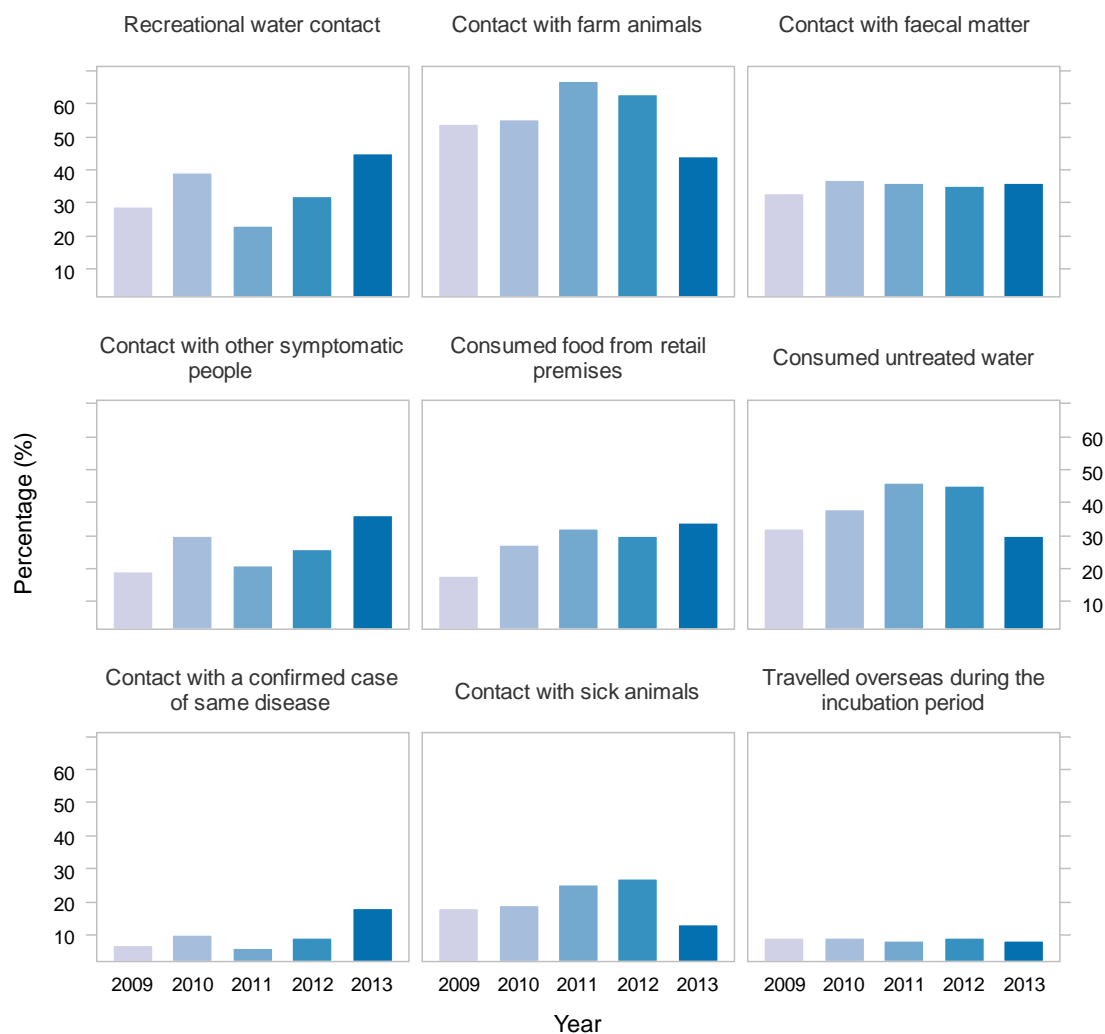 Recreational water contact
Contact with farm animals
Contact with faecal matter
60
50
40
30
20
10
Contact with other symptomatic
people
Consumed food from retail
premises
Consumed untreated water
Percentage (%)
60
50
40
30
20
10
Contact with a confirmed case
of same disease
Contact with sick animals
Travelled overseas during the
incubation period
60
50
40
30
20
10
2009 2010 2011 2012 2013
2009 2010 2011 2012 2013
2009 2010 2011 2012 2013
Year